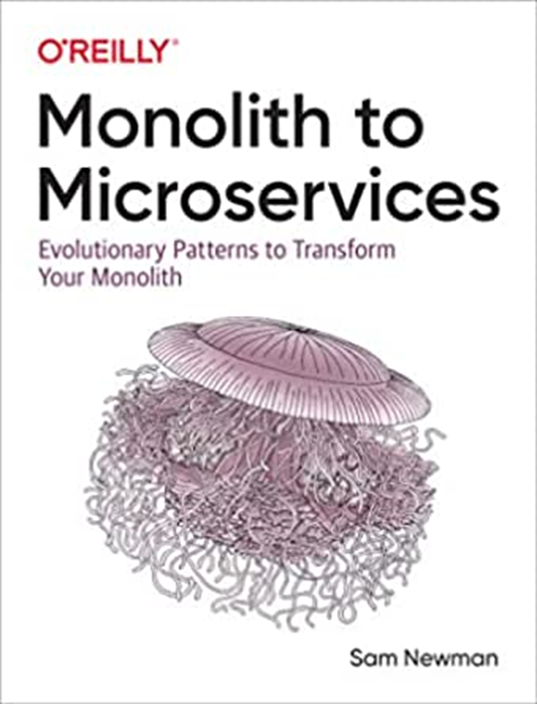 O'REILLY®
Monolith to
Microservices
Evolutionary Patterns to Transform
Your Monolith
Sam Newman